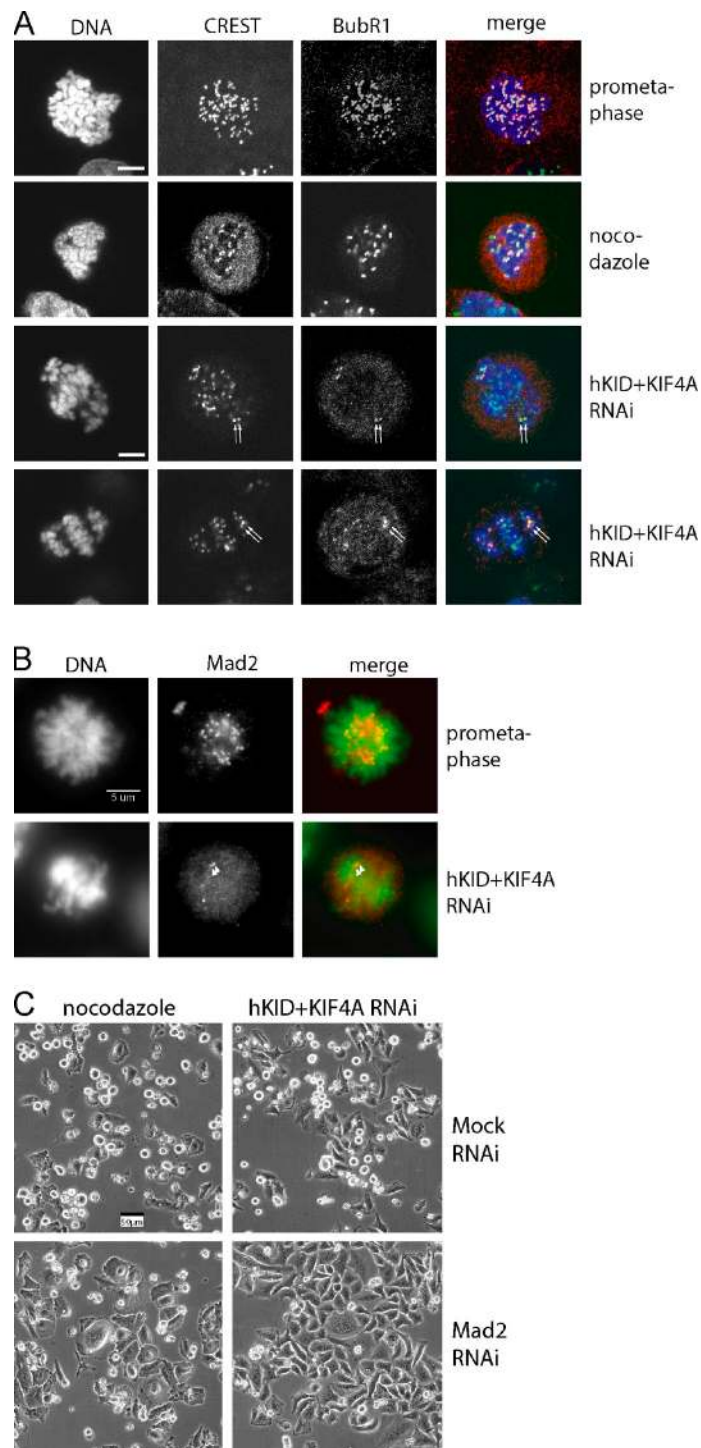 A
DNA CREST BubR1 merge
prometa-
phase
noco-
dazole
hKID+KIF4A
RNAi
hKID+KIF4A
RNAi
B
DNA Mad2 merge
prometa-
phase
5 um
hKID+KIF4A
RNAi
C
nocodazole hKID+KIF4A RNAi
Mock
RNAi
50µm
Mad2
RNAi